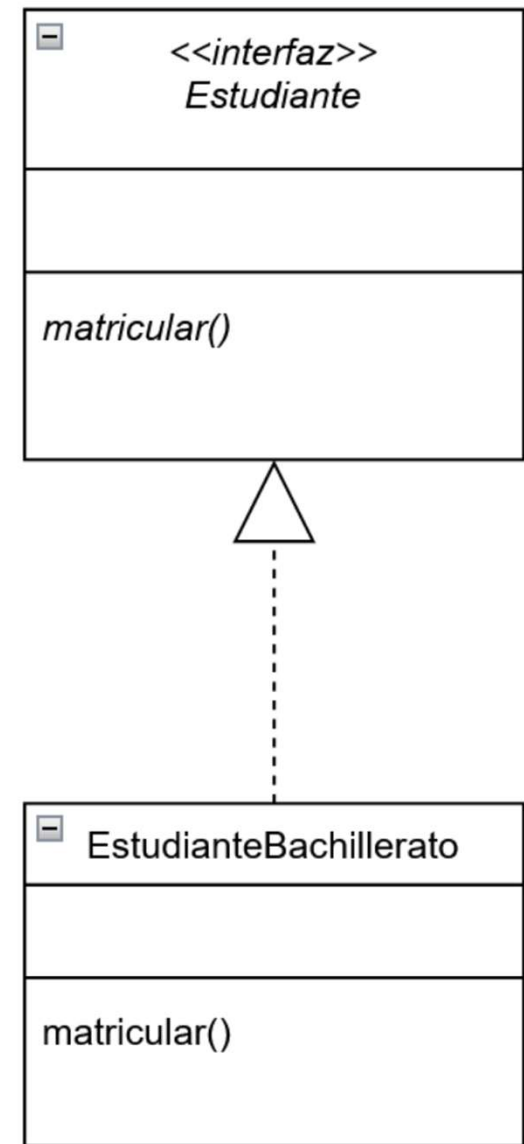 <<interfaz>>
Estudiante
matricular()
EstudianteBachillerato
matricular()